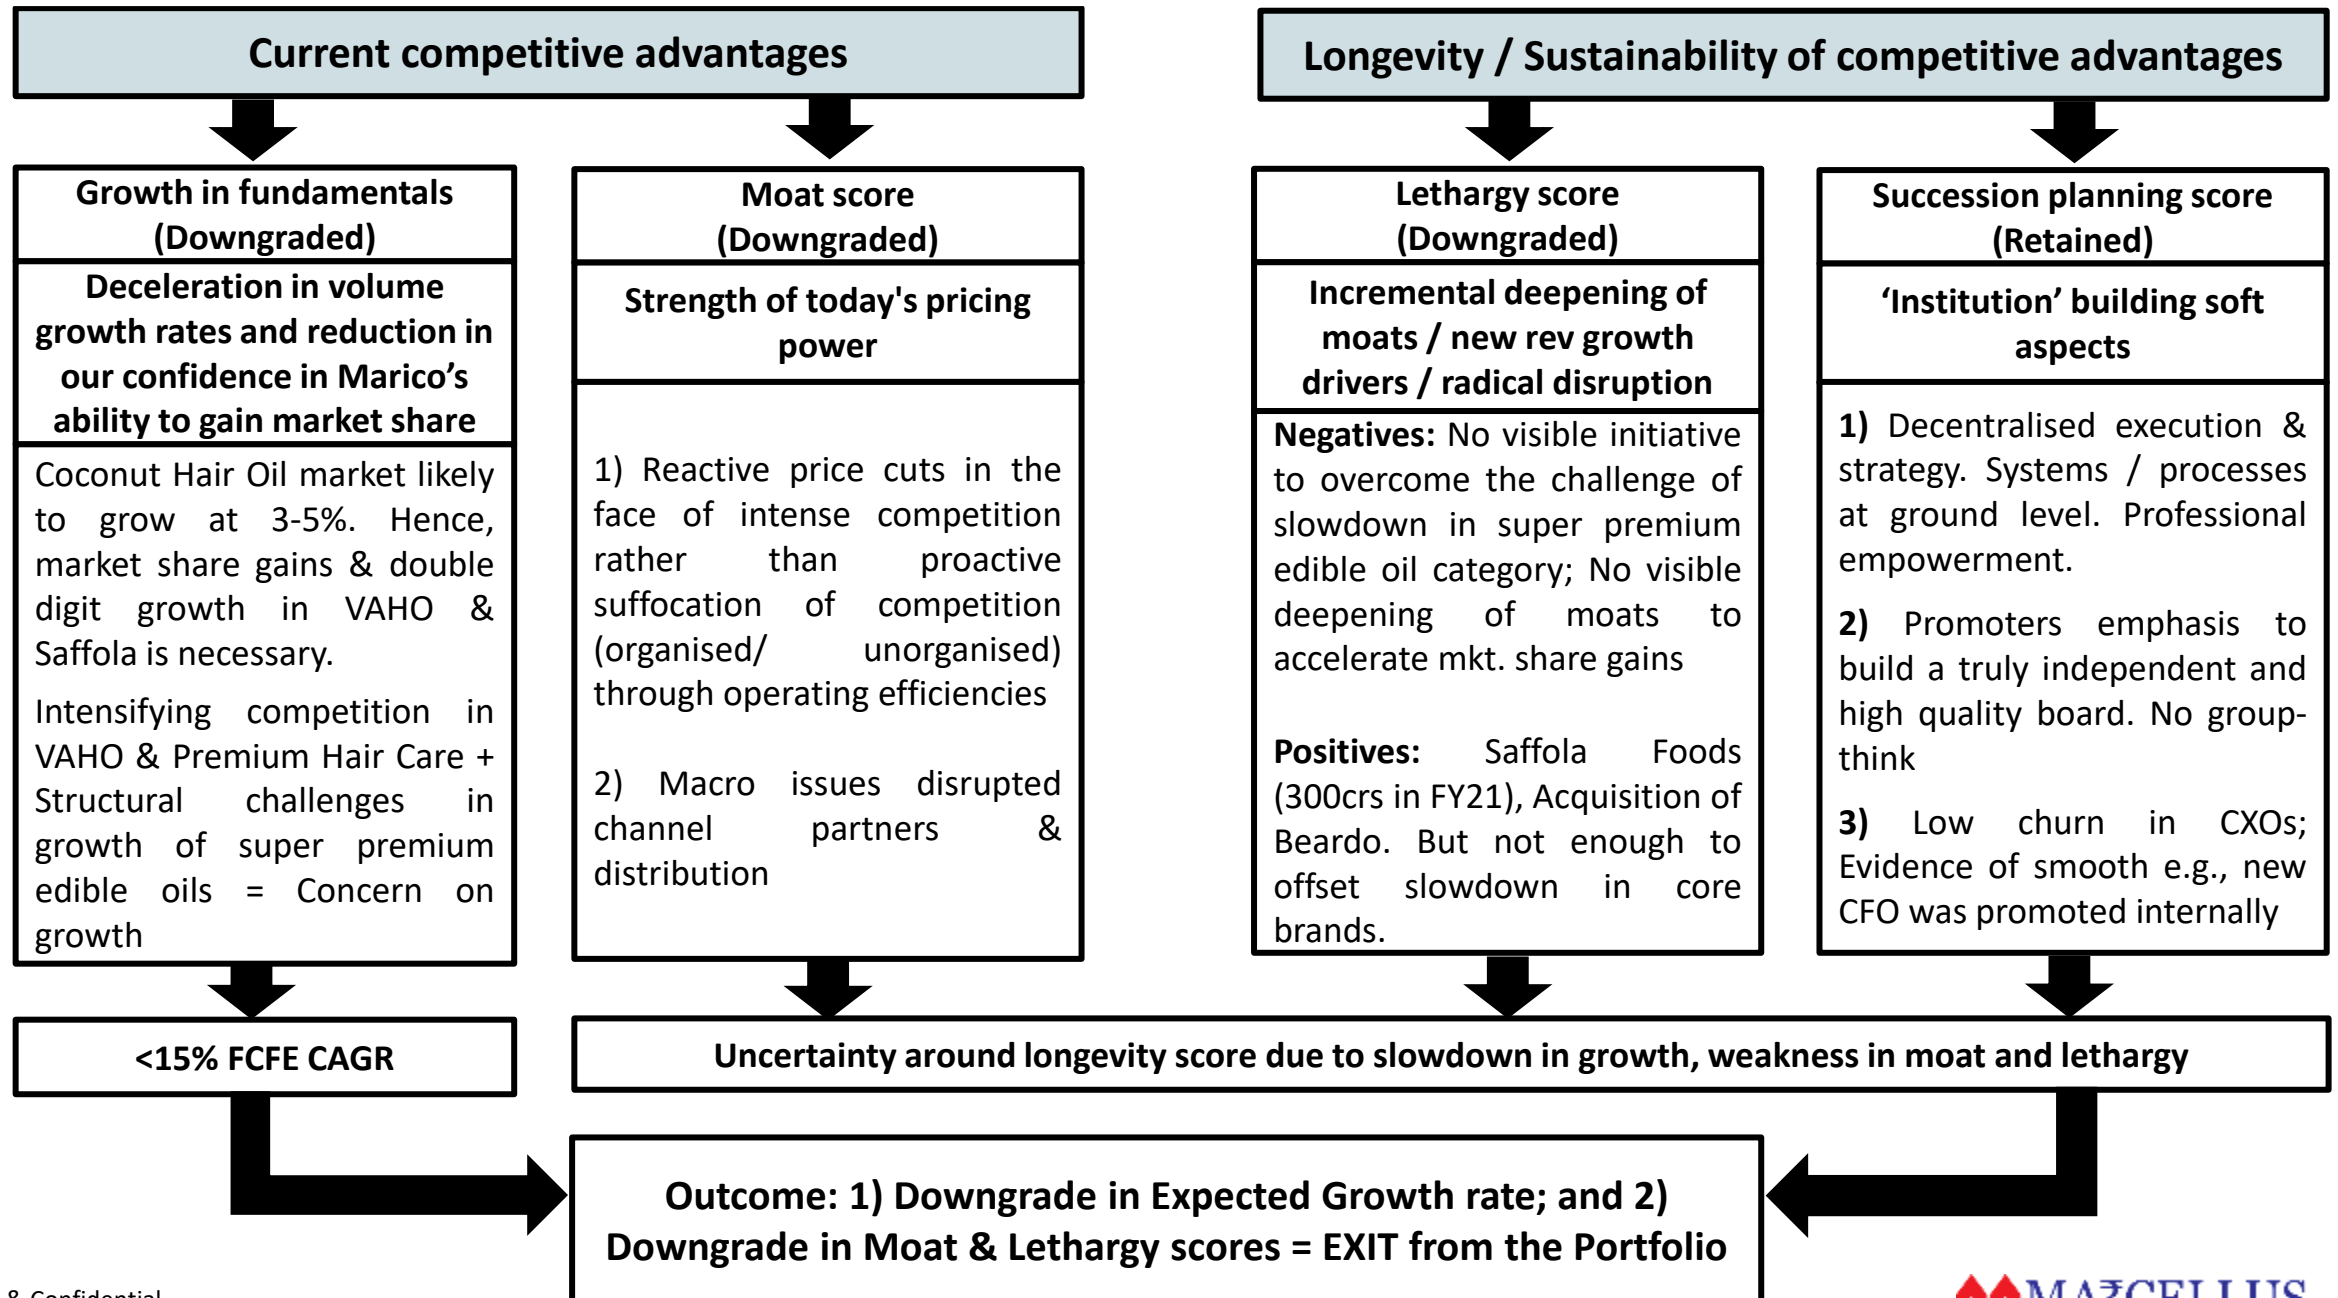 Current competitive advantages
Longevity / Sustainability of competitive advantages
Growth in fundamentals
(Downgraded)
Deceleration in volume
growth rates and reduction in
our confidence in Marico’s
ability to gain market share
Coconut Hair Oil market likely
to grow at 3-5%. Hence,
market share gains & double
digit growth in VAHO &
Saffola is necessary.
Intensifying competition in
VAHO & Premium Hair Care +
Structural challenges in
growth of super premium
edible oils = Concern on
growth
Moat score
(Downgraded)
Strength of today's pricing
power
1) Reactive price cuts in the
face of intense competition
rather than proactive
suffocation of competition
(organised/ unorganised)
through operating efficiencies
2) Macro issues disrupted
channel partners &
distribution
Lethargy score
(Downgraded)
Incremental deepening of
moats / new rev growth
drivers / radical disruption
Negatives: No visible initiative
to overcome the challenge of
slowdown in super premium
edible oil category; No visible
deepening of moats to
accelerate mkt. share gains
Positives: Saffola Foods
(300crs in FY21), Acquisition of
Beardo. But not enough to
offset slowdown in core
brands.
Succession planning score
(Retained)
‘Institution’ building soft
aspects
1) Decentralised execution &
strategy. Systems / processes
at ground level. Professional
empowerment.
2) Promoters emphasis to
build a truly independent and
high quality board. No group-
think
3) Low churn in CXOs;
Evidence of smooth e.g., new
CFO was promoted internally
<15% FCFE CAGR
Uncertainty around longevity score due to slowdown in growth, weakness in moat and lethargy
Outcome: 1) Downgrade in Expected Growth rate; and 2)
Downgrade in Moat & Lethargy scores = EXIT from the Portfolio
& Confidential
MA₹CELLUS